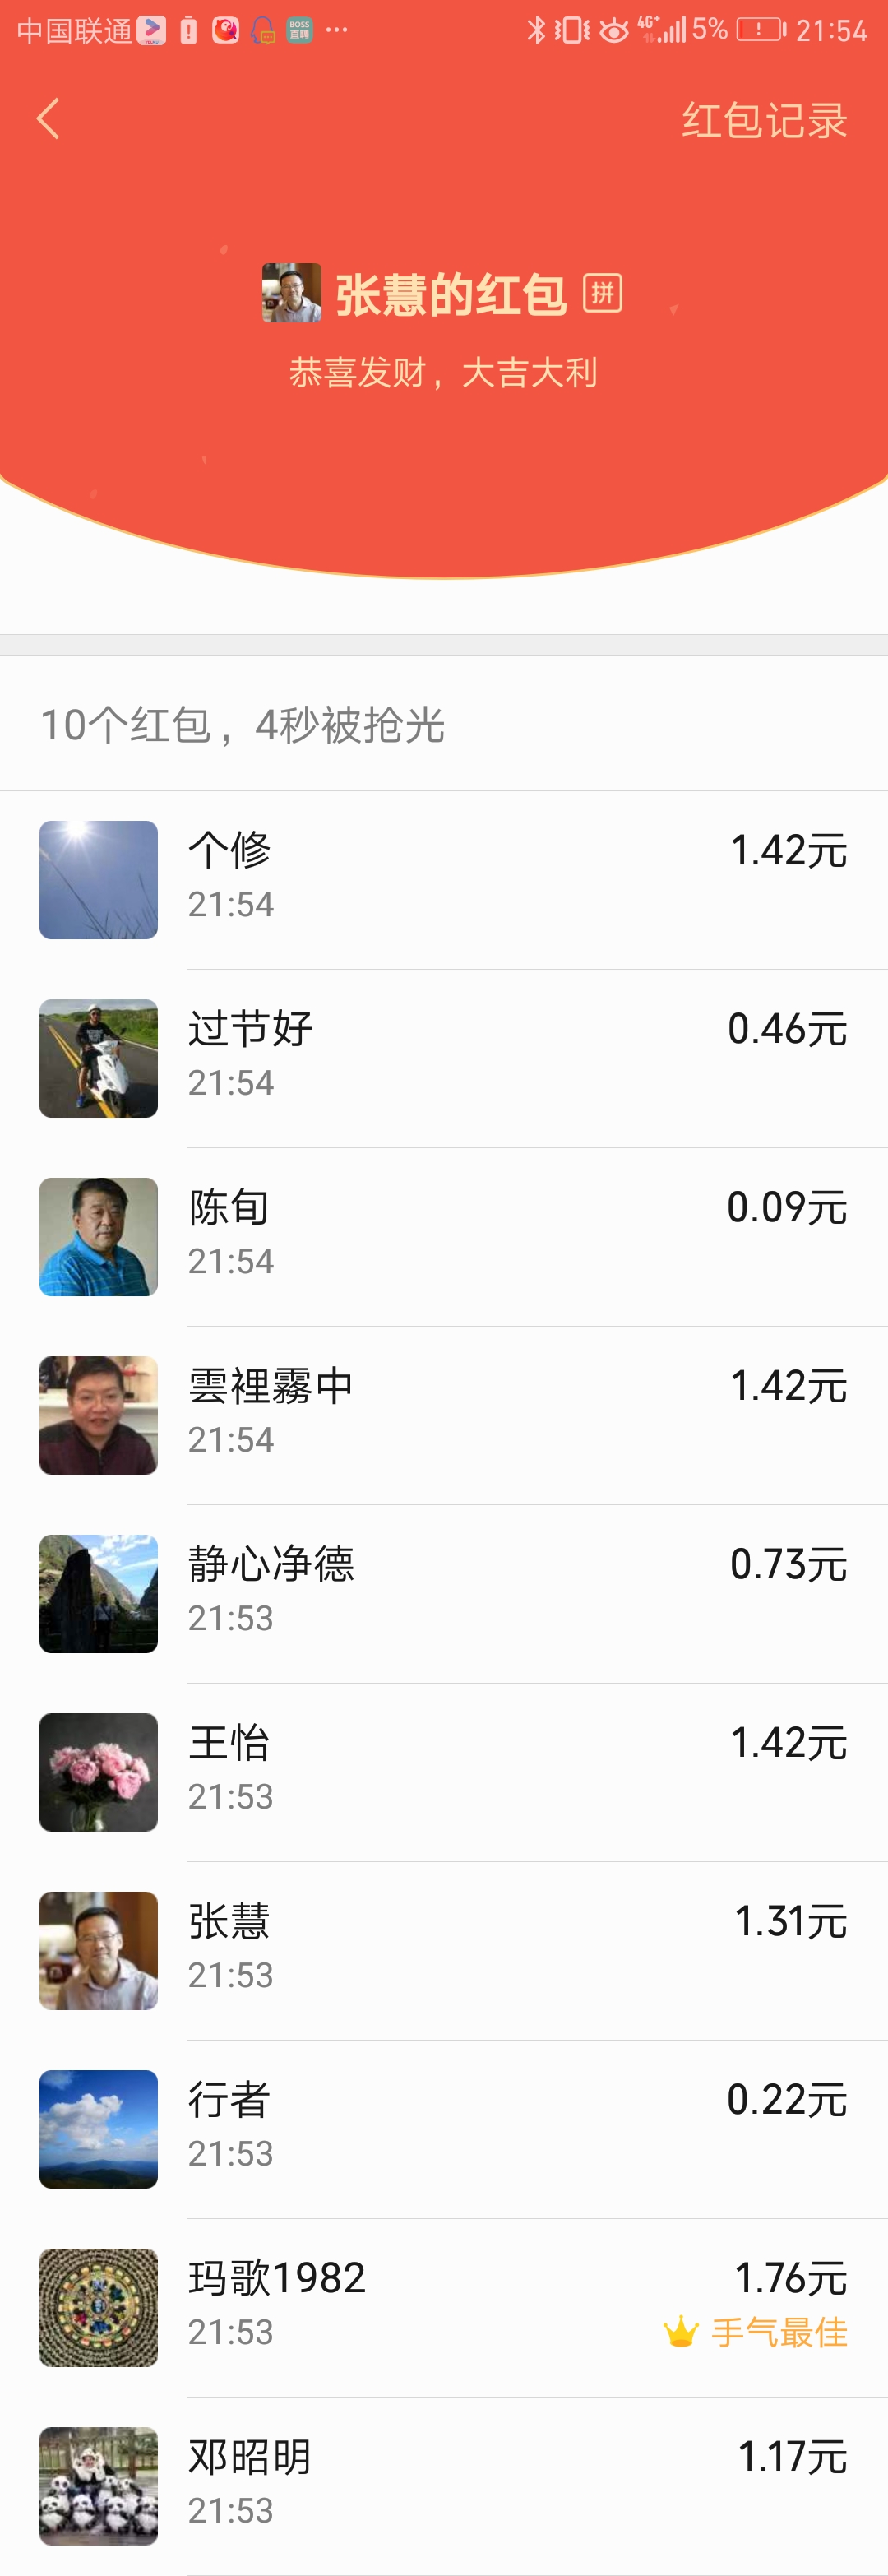 中国联通 BOSS直聘 ··· 4G+ 5% 21:54
红包记录
张慧的红包 拼
恭喜发财，大吉大利
10个红包，4秒被抢光
个修 1.42元
21:54
过节好 0.46元
21:54
陈旬 0.09元
21:54
雲裡霧中 1.42元
21:54
静心净德 0.73元
21:53
王怡 1.42元
21:53
张慧 1.31元
21:53
行者 0.22元
21:53
玛歌1982 1.76元
21:53 手气最佳
邓昭明 1.17元
21:53